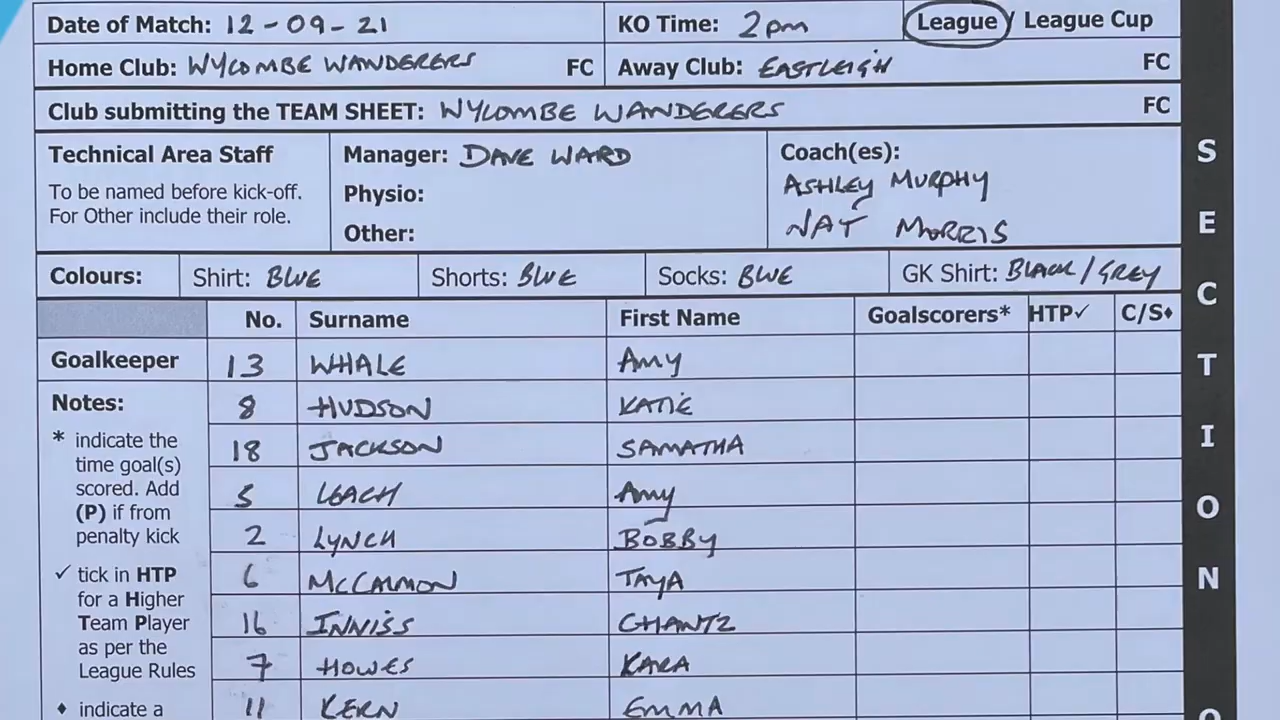 Date of Match: 12-09-21 KO Time: 2pm League / League Cup
Home Club: WYCOMBE WANDERERS FC Away Club: EASTLEIGH FC
Club submitting the TEAM SHEET: WYCOMBE WANDERERS FC
Technical Area Staff
To be named before kick-off.
For Other include their role.
Manager: DAVE WARD
Physio:
Other:
Coach(es):
ASHLEY MURPHY
NAT MORRIS
Colours: Shirt: BLUE Shorts: BLUE Socks: BLUE GK Shirt: BLACK/GREY
No. Surname First Name Goalscorers* HTP✓ C/S♦
Goalkeeper 13 WHALE AMY
8 HUDSON KATIE
18 JACKSON SAMATHA
5 LEACH AMY
2 LYNCH BOBBY
6 MCCALMON TAYA
16 INNISS CHANTZ
7 HOWES KARA
11 KERN EMMA
Notes:
* indicate the
time goal(s)
scored. Add
(P) if from
penalty kick
✓ tick in HTP
for a Higher
Team Player
as per the
League Rules
♦ indicate a
SECTION